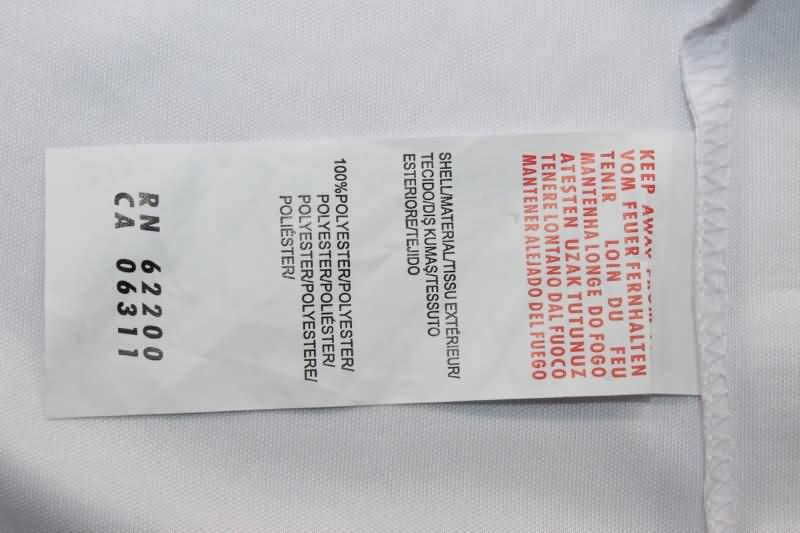 KEEP AWAY FROM
VOM FEUER FERNHALTEN
TENIR LOIN DU FEU
MANTENHA LONGE DO FOGO
ATEŞTEN UZAK TUTUNUZ
TENERE LONTANO DAL FUOCO
MANTENER ALEJADO DEL FUEGO
SHELL/MATERIAL/TISSU EXTÉRIEUR/
TECIDO/DIŞ KUMAŞ/TESSUTO
ESTERIORE/TEJIDO
100%POLYESTER/POLYESTER/
POLYESTER/POLIÉSTER/
POLYESTER/POLYESTERE/
POLIÉSTER/
RN 62200
CA 06311